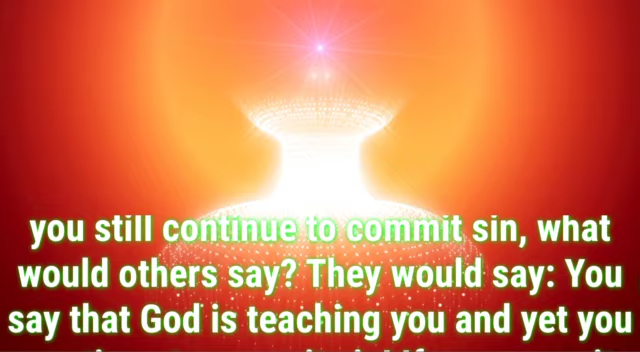 you still continue to commit sin, what
would others say? They would say: You
say that God is teaching you and yet you